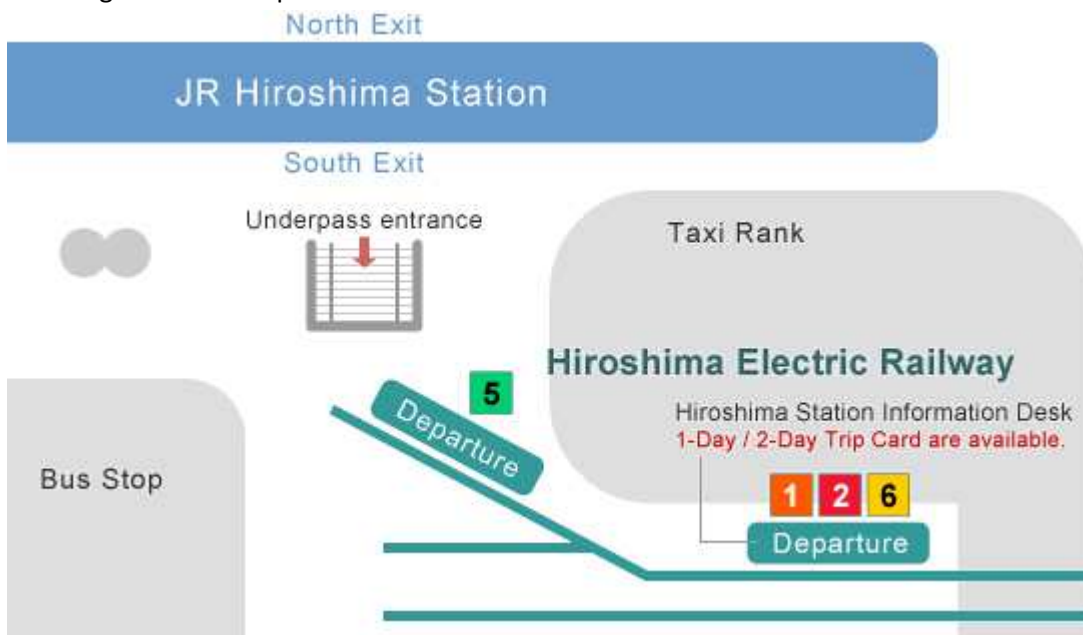 North Exit
JR Hiroshima Station
South Exit
Underpass entrance
Taxi Rank
Hiroshima Electric Railway
5
Departure
Hiroshima Station Information Desk
1-Day / 2-Day Trip Card are available.
Bus Stop
1 2 6
Departure